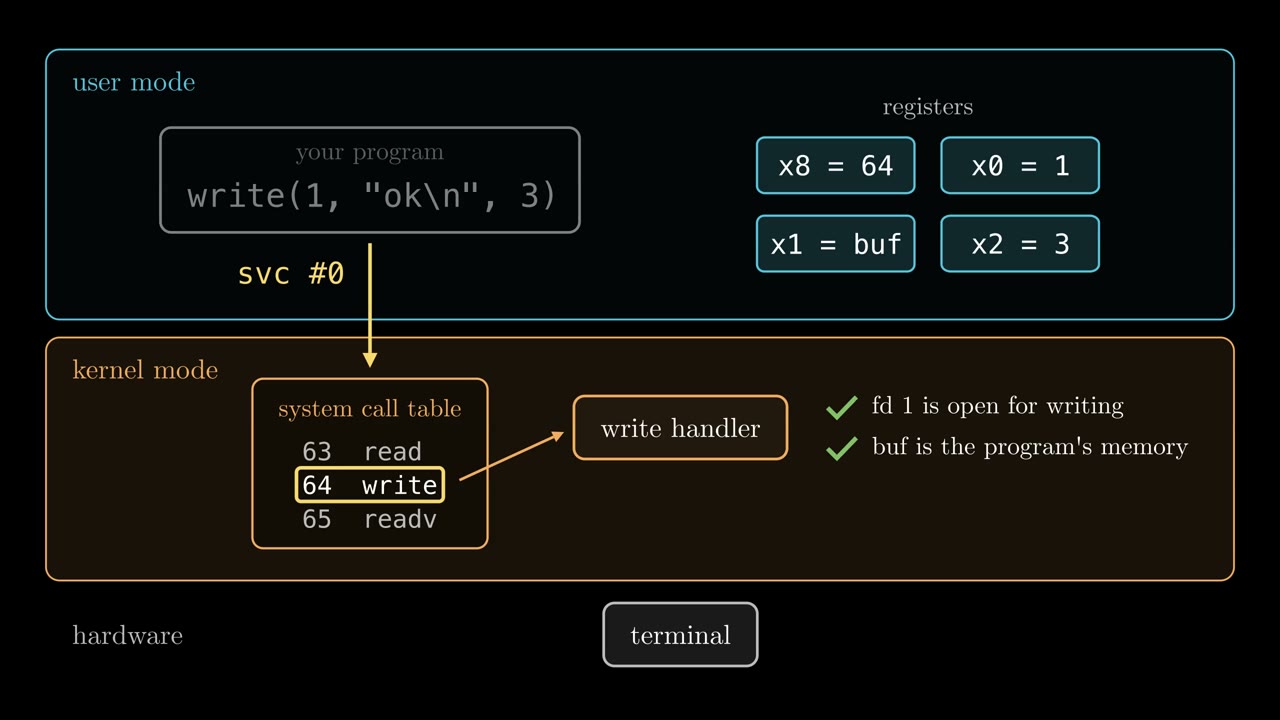 user mode
your program
write(1, "ok\n", 3)
svc #0
registers
x8 = 64
x0 = 1
x1 = buf
x2 = 3
kernel mode
system call table
63 read
64 write
65 readv
write handler
fd 1 is open for writing
buf is the program's memory
hardware
terminal